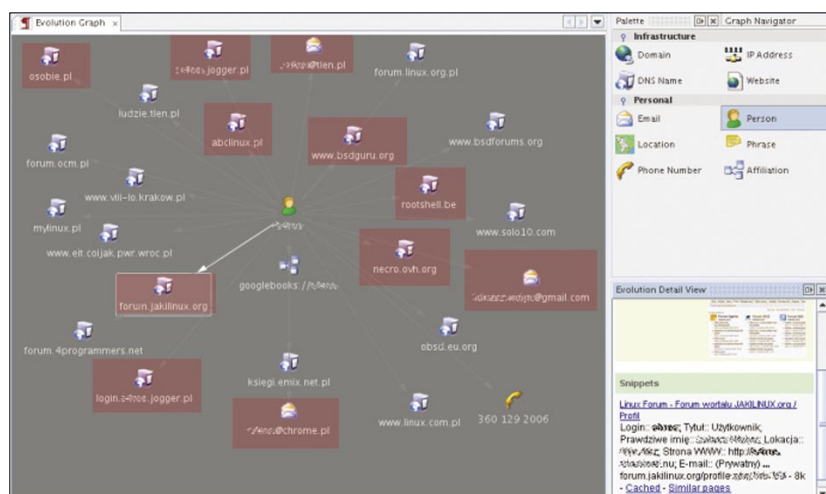 Evolution Graph
Palette
Graph Navigator
Infrastructure
Domain
IP Address
DNS Name
Website
Personal
Email
Person
Location
Phrase
Phone Number
Affiliation
osobie.pl
.jogger.pl
@tlen.pl
forum.linux.org.pl
ludzie.tlen.pl
abclinux.pl
www.bsdguru.org
www.bsdforums.org
forum.ocm.pl
www.viii-lo.krakow.pl
rootshell.be
mylinux.pl
www.eit.coljak.pwr.wroc.pl
www.solo10.com
googlebooks://
necro.ovh.org
@gmail.com
forum.jakilinux.org
forum.4programmers.net
obsd.eu.org
login. .jogger.pl
ksiegi.emix.net.pl
@chrome.pl
www.linux.com.pl
360 129 2006
Evolution Detail View
Snippets
Linux Forum - Forum wortalu JAKILINUX.org /
Profil
Login:: ; Tytuł:: Użytkownik;
Prawdziwe imię:: ; Lokacja::
; Strona WWW:: http://
.nu; E-mail:: (Prywatny) ...
forum.jakilinux.org/profile - 8k
- Cached - Similar pages